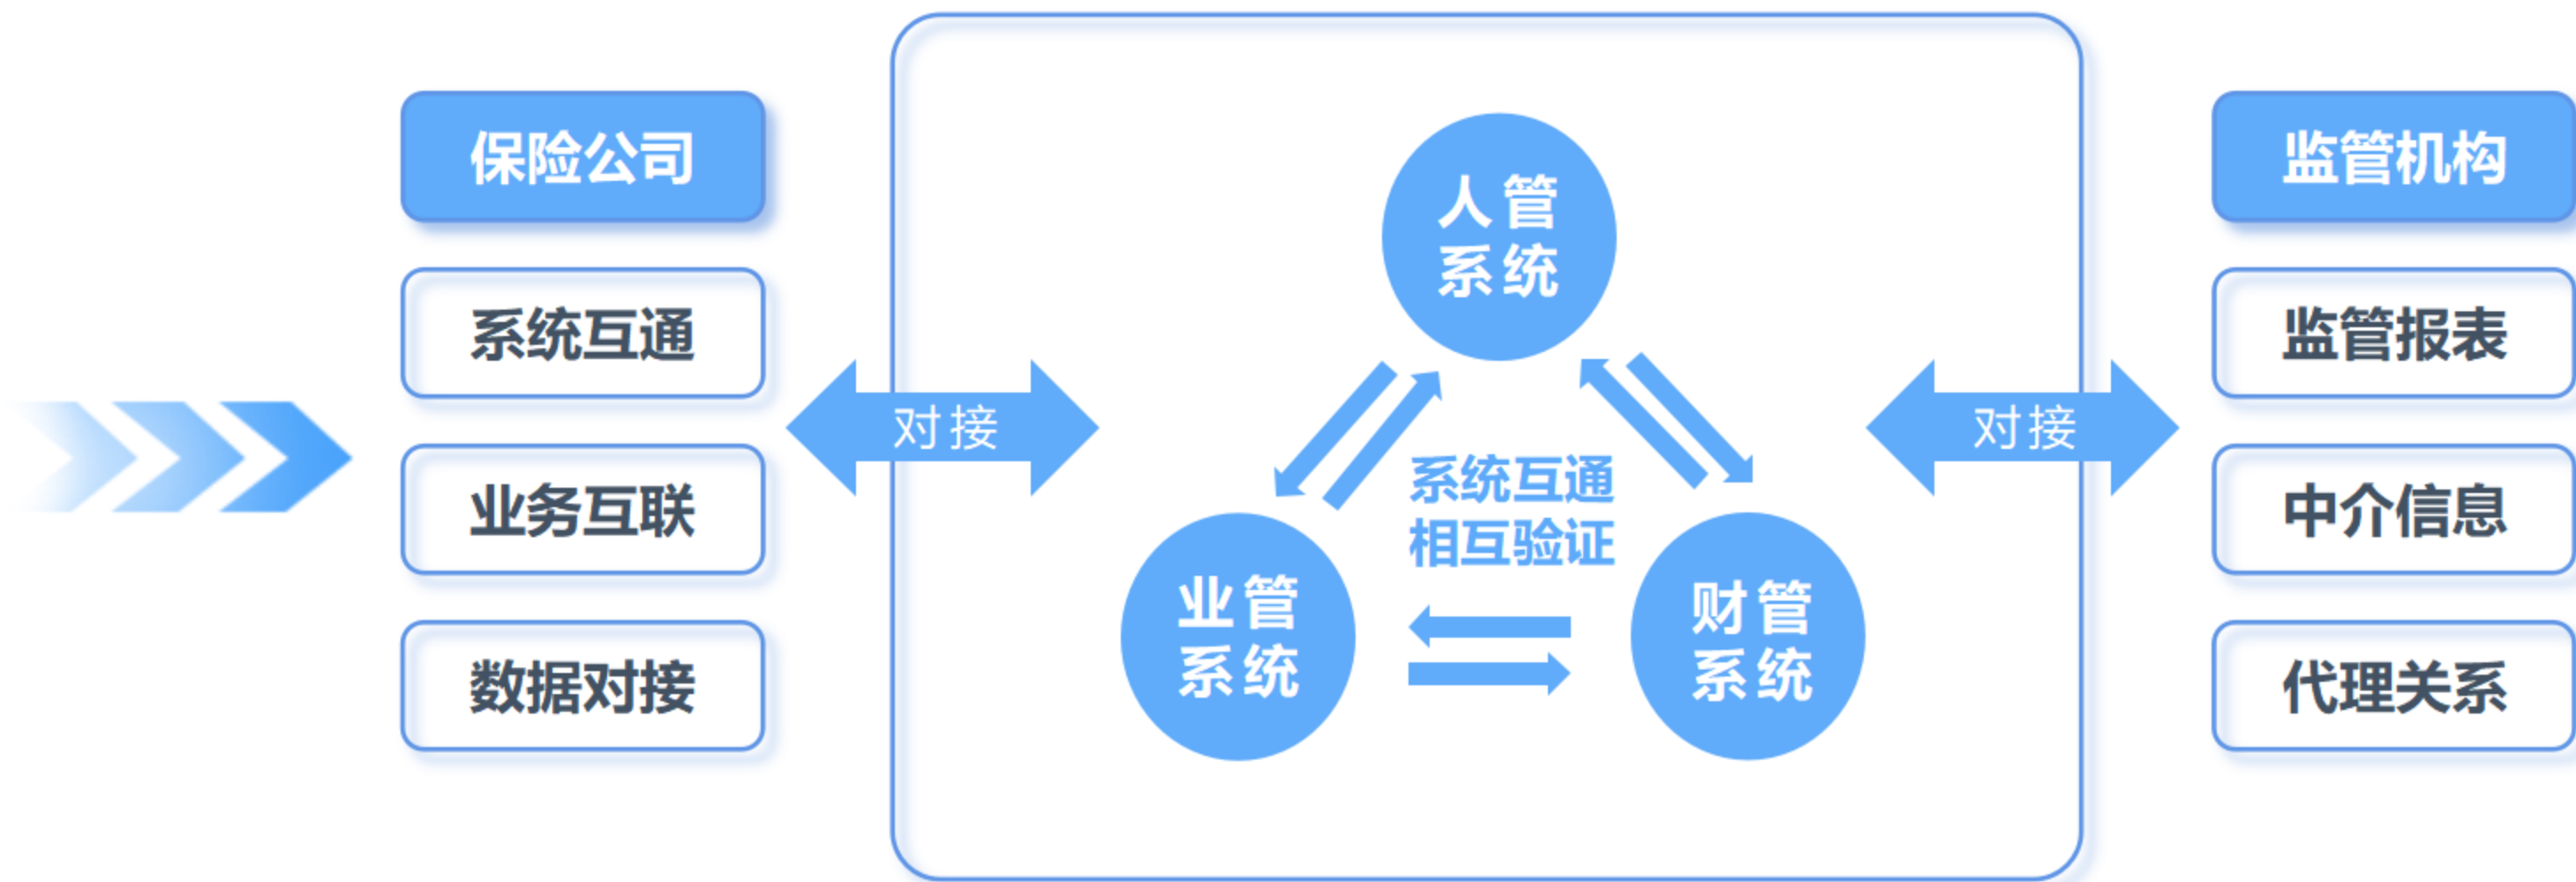 保险公司
系统互通
业务互联
数据对接
对接
人管
系统
系统互通
相互验证
业管
系统
财管
系统
对接
监管机构
监管报表
中介信息
代理关系